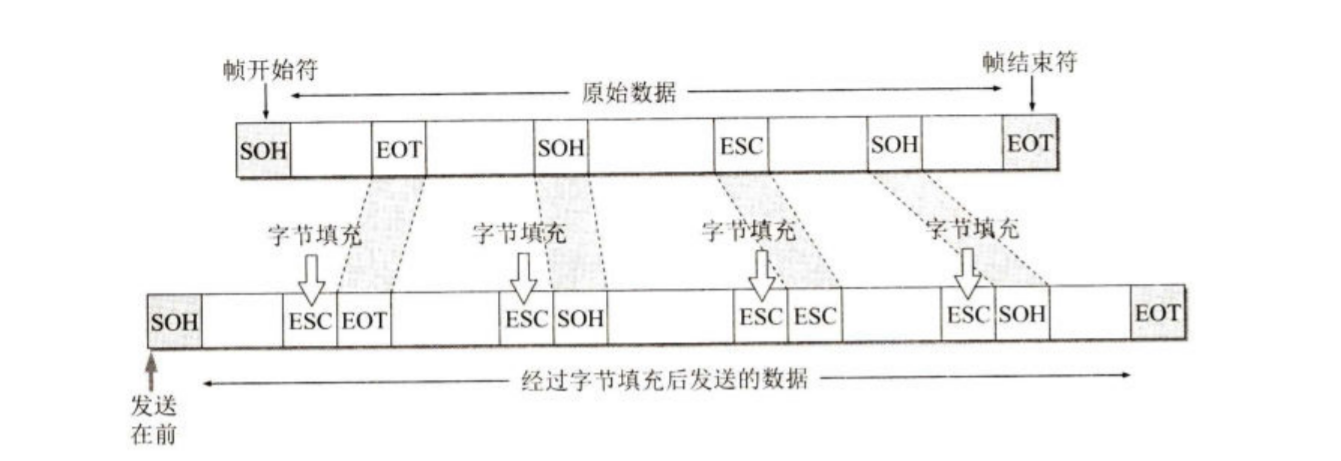 帧开始符
帧结束符
原始数据
SOH EOT SOH ESC SOH EOT
字节填充 字节填充 字节填充 字节填充
SOH ESC EOT ESC SOH ESC ESC ESC SOH EOT
经过字节填充后发送的数据
发送
在前